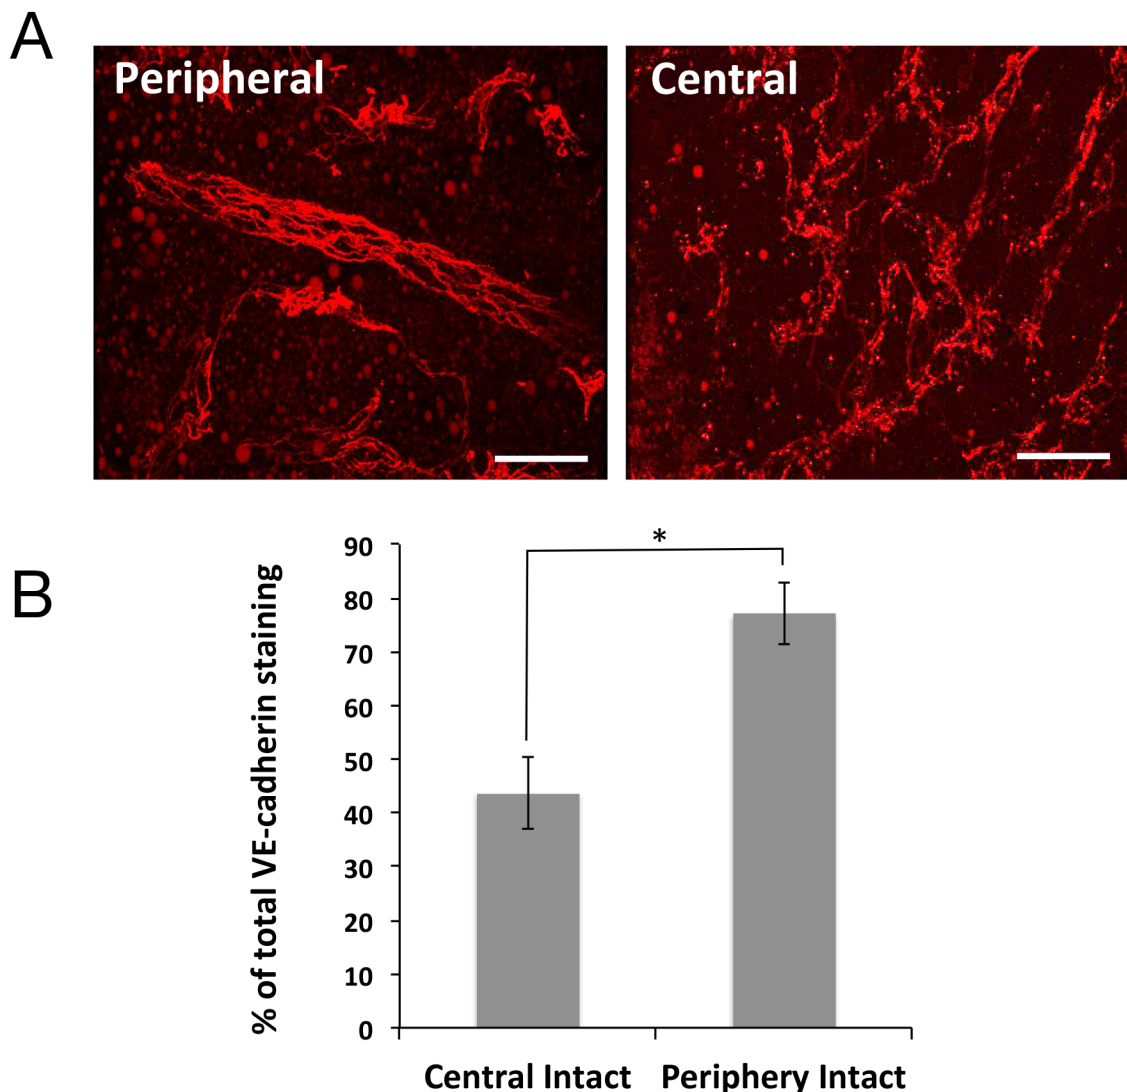 A
Peripheral
Central
B
% of total VE-cadherin staining
*
90
80
70
60
50
40
30
20
10
0
Central Intact
Periphery Intact